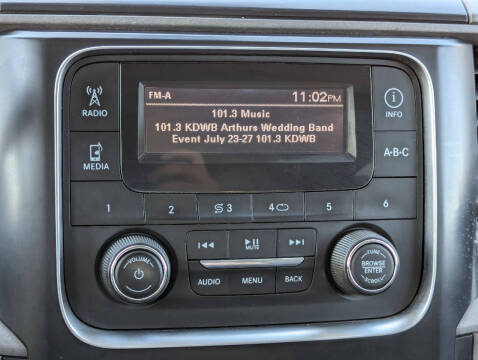 FM-A 11:02PM
101.3 Music
101.3 KDWB Arthurs Wedding Band
Event July 23-27 101.3 KDWB
RADIO
INFO
MEDIA
A•B•C
1 2 3 4 5 6
VOLUME
MUTE
AUDIO MENU BACK
TUNE
BROWSE
ENTER
SCROLL